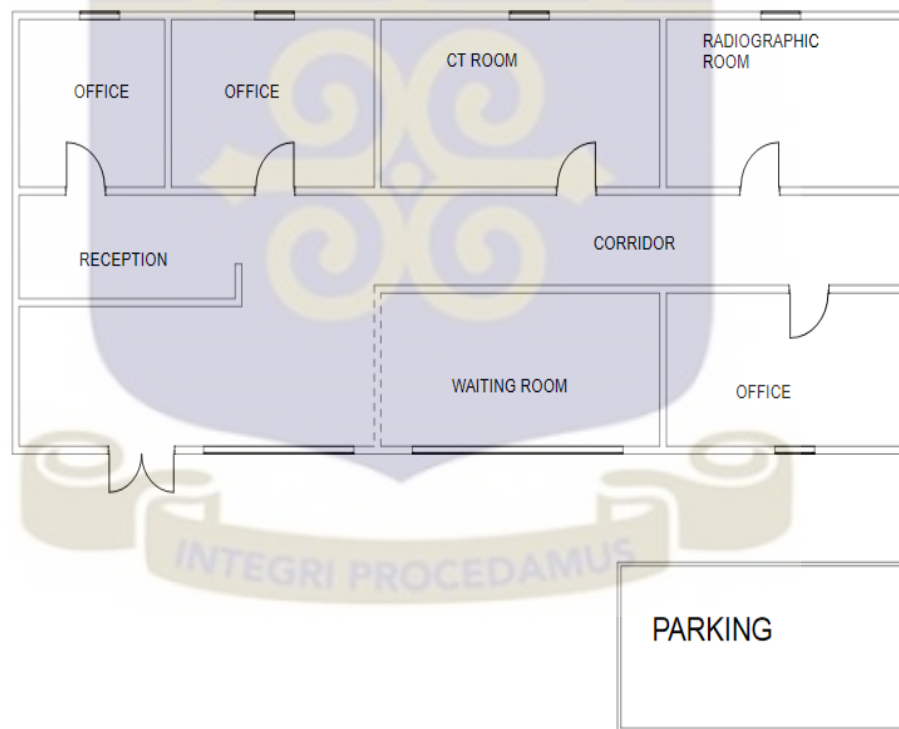 OFFICE
OFFICE
CT ROOM
RADIOGRAPHIC
ROOM
RECEPTION
CORRIDOR
WAITING ROOM
OFFICE
INTEGRI PROCEDAMUS
PARKING